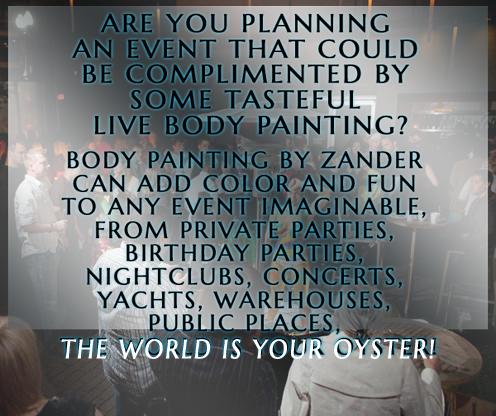 ARE YOU PLANNING
AN EVENT THAT COULD
BE COMPLIMENTED BY
SOME TASTEFUL
LIVE BODY PAINTING?
BODY PAINTING BY ZANDER
CAN ADD COLOR AND FUN
TO ANY EVENT IMAGINABLE,
FROM PRIVATE PARTIES,
BIRTHDAY PARTIES,
NIGHTCLUBS, CONCERTS,
YACHTS, WAREHOUSES,
PUBLIC PLACES,
THE WORLD IS YOUR OYSTER!